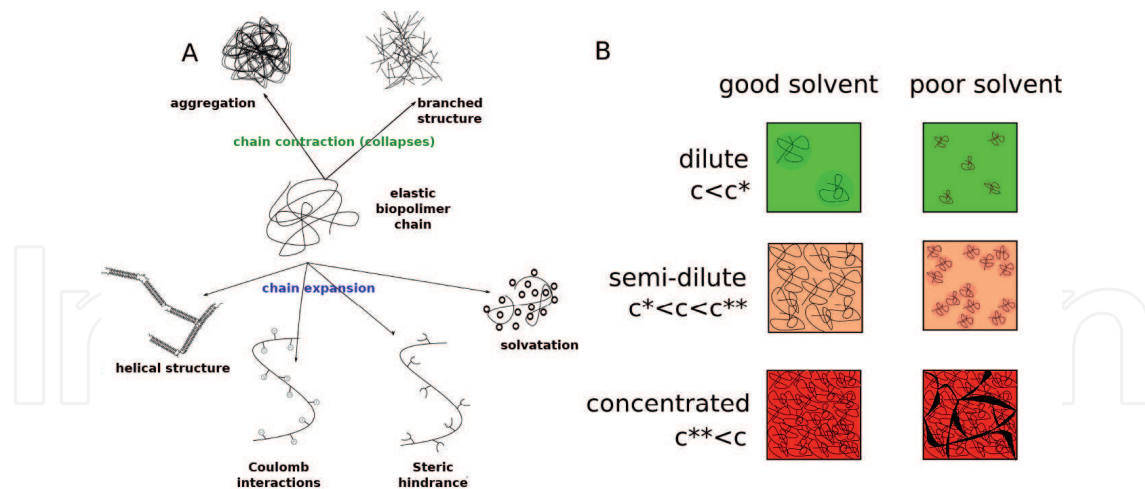 A
aggregation
branched
structure
chain contraction (collapses)
elastic
biopolimer
chain
chain expansion
helical structure
solvatation
Coulomb
interactions
Steric
hindrance
B
good solvent
poor solvent
dilute
c<c*
semi-dilute
c*<c<c**
concentrated
c**<c